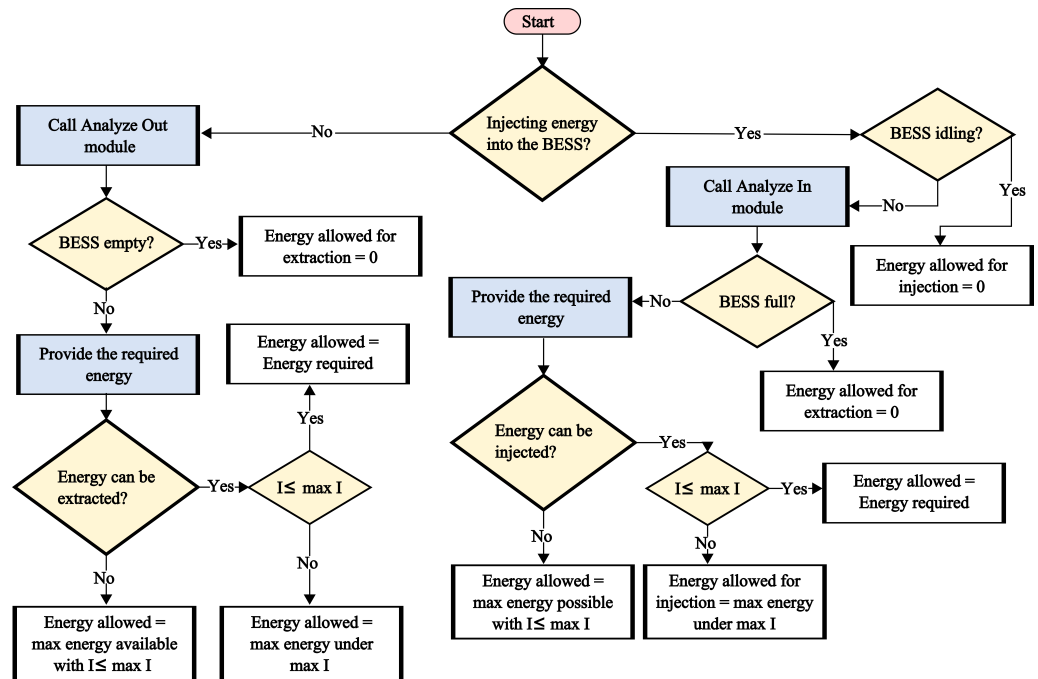 Start
Injecting energy
into the BESS?
No
Yes
Call Analyze Out
module
BESS idling?
Call Analyze In
module
No
Yes
BESS empty?
Yes
Energy allowed for
extraction = 0
Energy allowed for
injection = 0
No
Provide the required
energy
No
BESS full?
Yes
Provide the required
energy
Energy allowed =
Energy required
Energy allowed for
extraction = 0
Yes
Energy can be
extracted?
Yes
I≤ max I
Energy can be
injected?
Yes
I≤ max I
Yes
Energy allowed =
Energy required
No
No
No
No
Energy allowed =
max energy available
with I≤ max I
Energy allowed =
max energy under
max I
Energy allowed =
max energy possible
with I≤ max I
Energy allowed for
injection = max energy
under max I